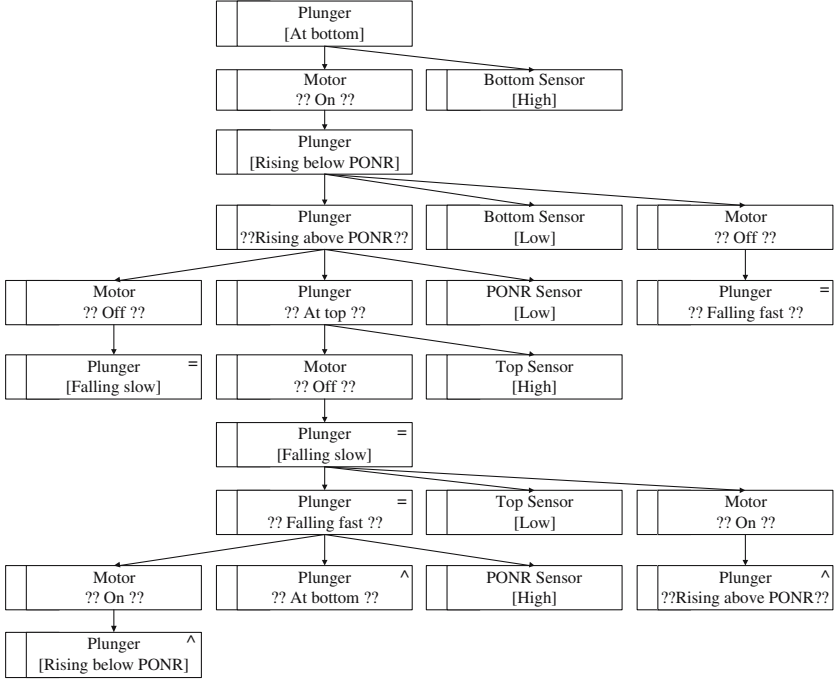 Plunger
[At bottom]
Motor
?? On ??
Bottom Sensor
[High]
Plunger
[Rising below PONR]
Plunger
??Rising above PONR??
Bottom Sensor
[Low]
Motor
?? Off ??
Motor
?? Off ??
Plunger
?? At top ??
PONR Sensor
[Low]
Plunger =
?? Falling fast ??
Plunger =
[Falling slow]
Motor
?? Off ??
Top Sensor
[High]
Plunger =
[Falling slow]
Plunger =
?? Falling fast ??
Top Sensor
[Low]
Motor
?? On ??
Motor
?? On ??
Plunger ^
?? At bottom ??
PONR Sensor
[High]
Plunger ^
??Rising above PONR??
Plunger ^
[Rising below PONR]